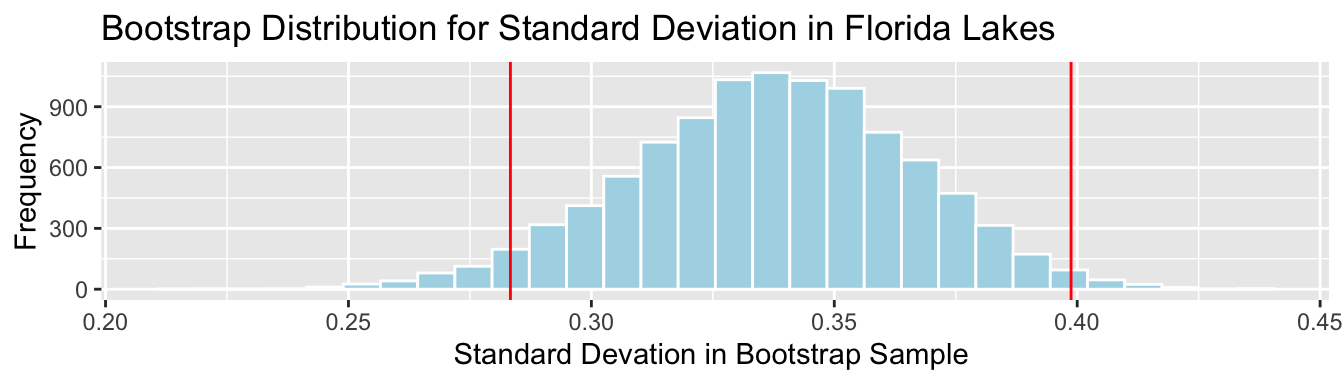 Bootstrap Distribution for Standard Deviation in Florida Lakes
Frequency
900
600
300
0
0.20 0.25 0.30 0.35 0.40 0.45
Standard Devation in Bootstrap Sample